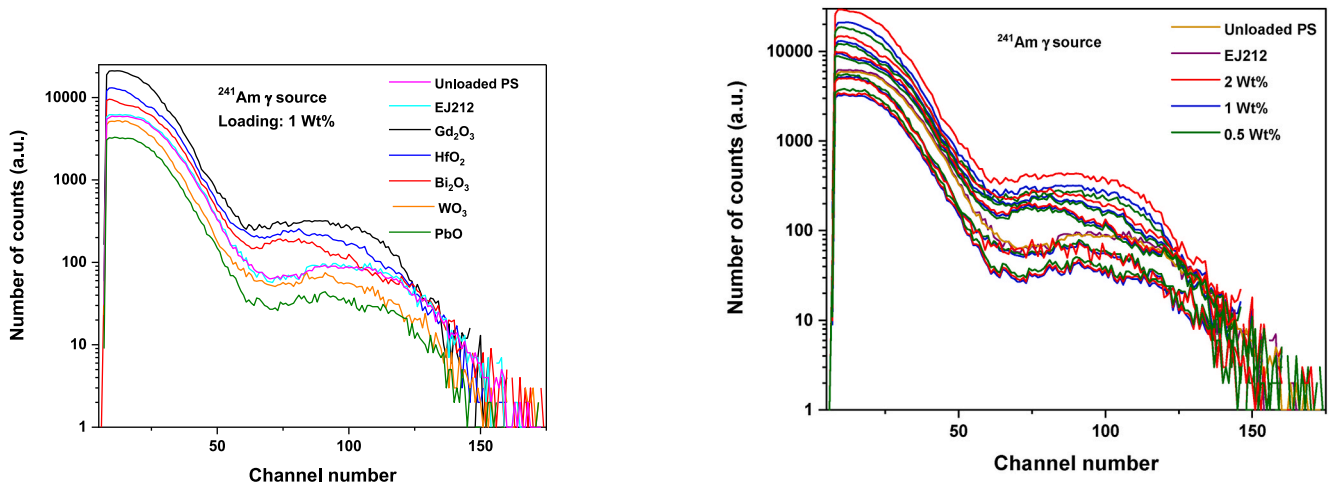 Number of counts (a.u.)
10000
1000
100
10
1
50
100
150
Channel number
²⁴¹Am γ source
Loading: 1 Wt%
Unloaded PS
EJ212
Gd₂O₃
HfO₂
Bi₂O₃
WO₃
PbO
Number of counts (a.u.)
10000
1000
100
10
1
50
100
150
Channel number
²⁴¹Am γ source
Unloaded PS
EJ212
2 Wt%
1 Wt%
0.5 Wt%